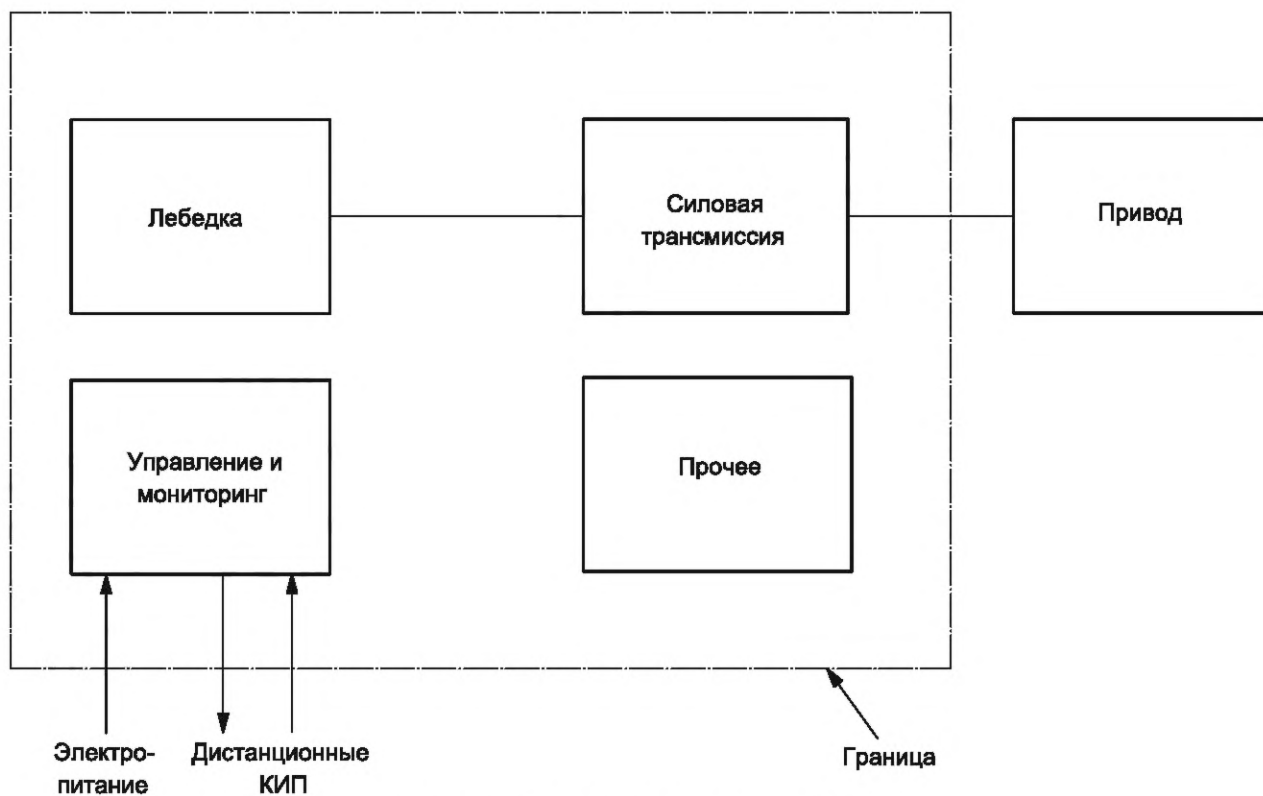 Лебедка
Силовая
трансмиссия
Привод
Управление и
мониторинг
Прочее
Электро-
питание
Дистанционные
КИП
Граница